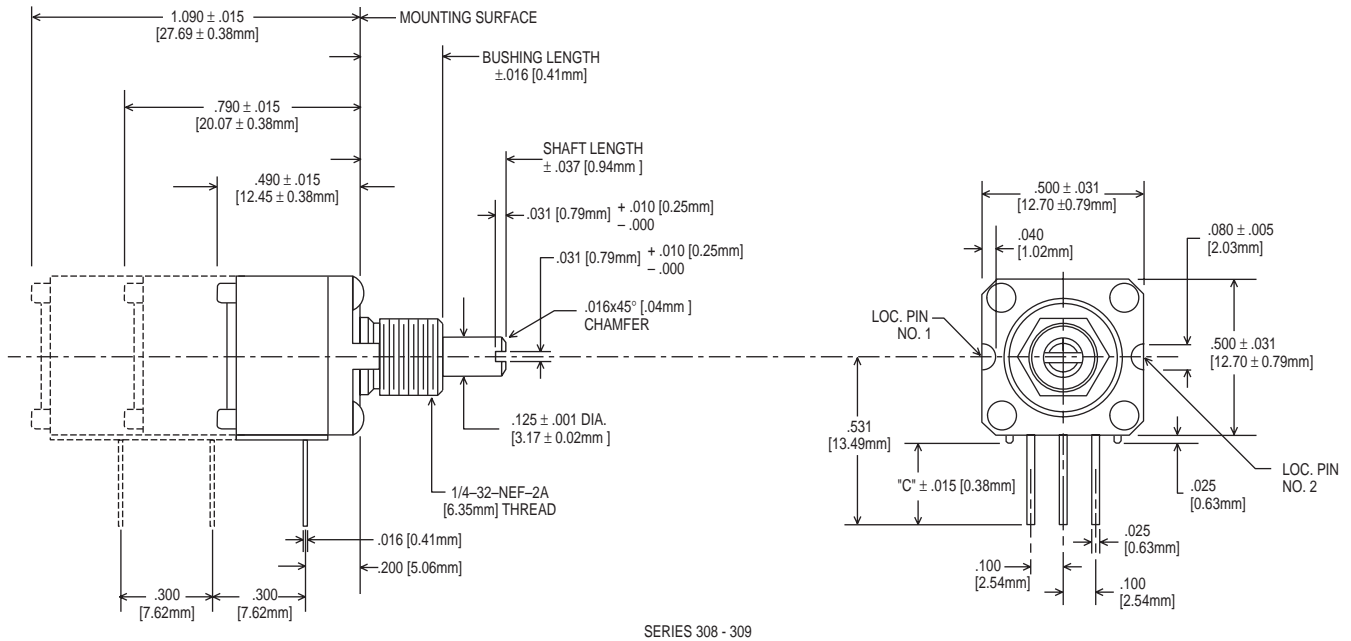 1.090 ± .015
[27.69 ± 0.38mm]
MOUNTING SURFACE
BUSHING LENGTH
±.016 [0.41mm]
.790 ± .015
[20.07 ± 0.38mm]
SHAFT LENGTH
± .037 [0.94mm ]
.490 ± .015
[12.45 ± 0.38mm]
.031 [0.79mm] + .010 [0.25mm]
– .000
.031 [0.79mm] + .010 [0.25mm]
– .000
.016x45° [.04mm ]
CHAMFER
.125 ± .001 DIA.
[3.17 ± 0.02mm ]
1/4–32–NEF–2A
[6.35mm] THREAD
.016 [0.41mm]
.200 [5.06mm]
.300
[7.62mm]
.300
[7.62mm]
.500 ± .031
[12.70 ±0.79mm]
.040
[1.02mm]
.080 ± .005
[2.03mm]
LOC. PIN
NO. 1
.500 ± .031
[12.70 ± 0.79mm]
.531
[13.49mm]
"C" ± .015 [0.38mm]
LOC. PIN
NO. 2
.025
[0.63mm]
.025
[0.63mm]
.100
[2.54mm]
.100
[2.54mm]
SERIES 308 - 309